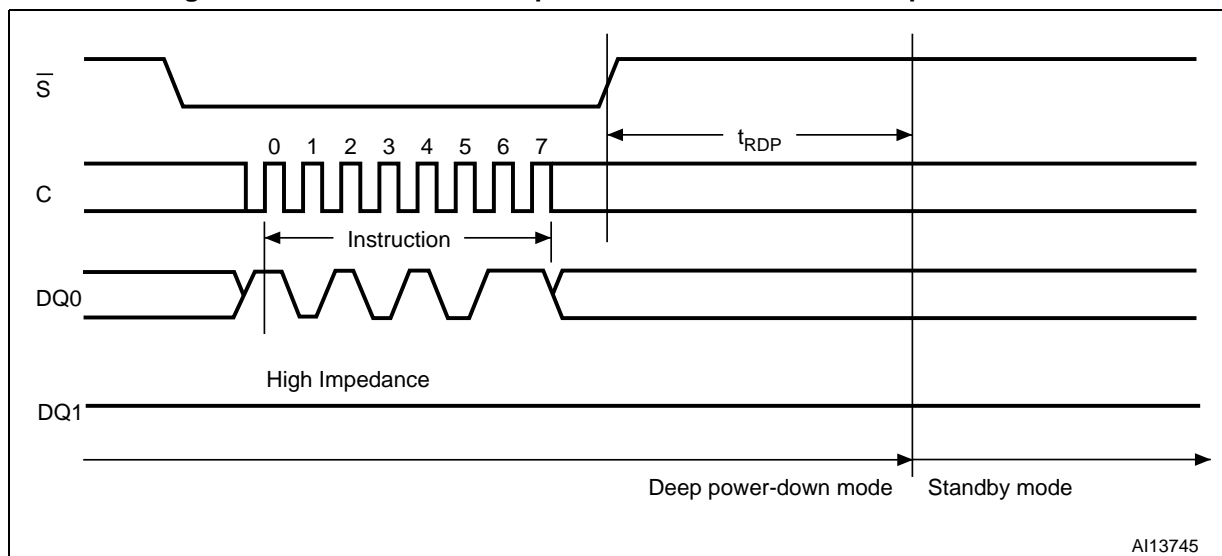 S̅
tRDP
0 1 2 3 4 5 6 7
C
Instruction
DQ0
High Impedance
DQ1
Deep power-down mode Standby mode
AI13745